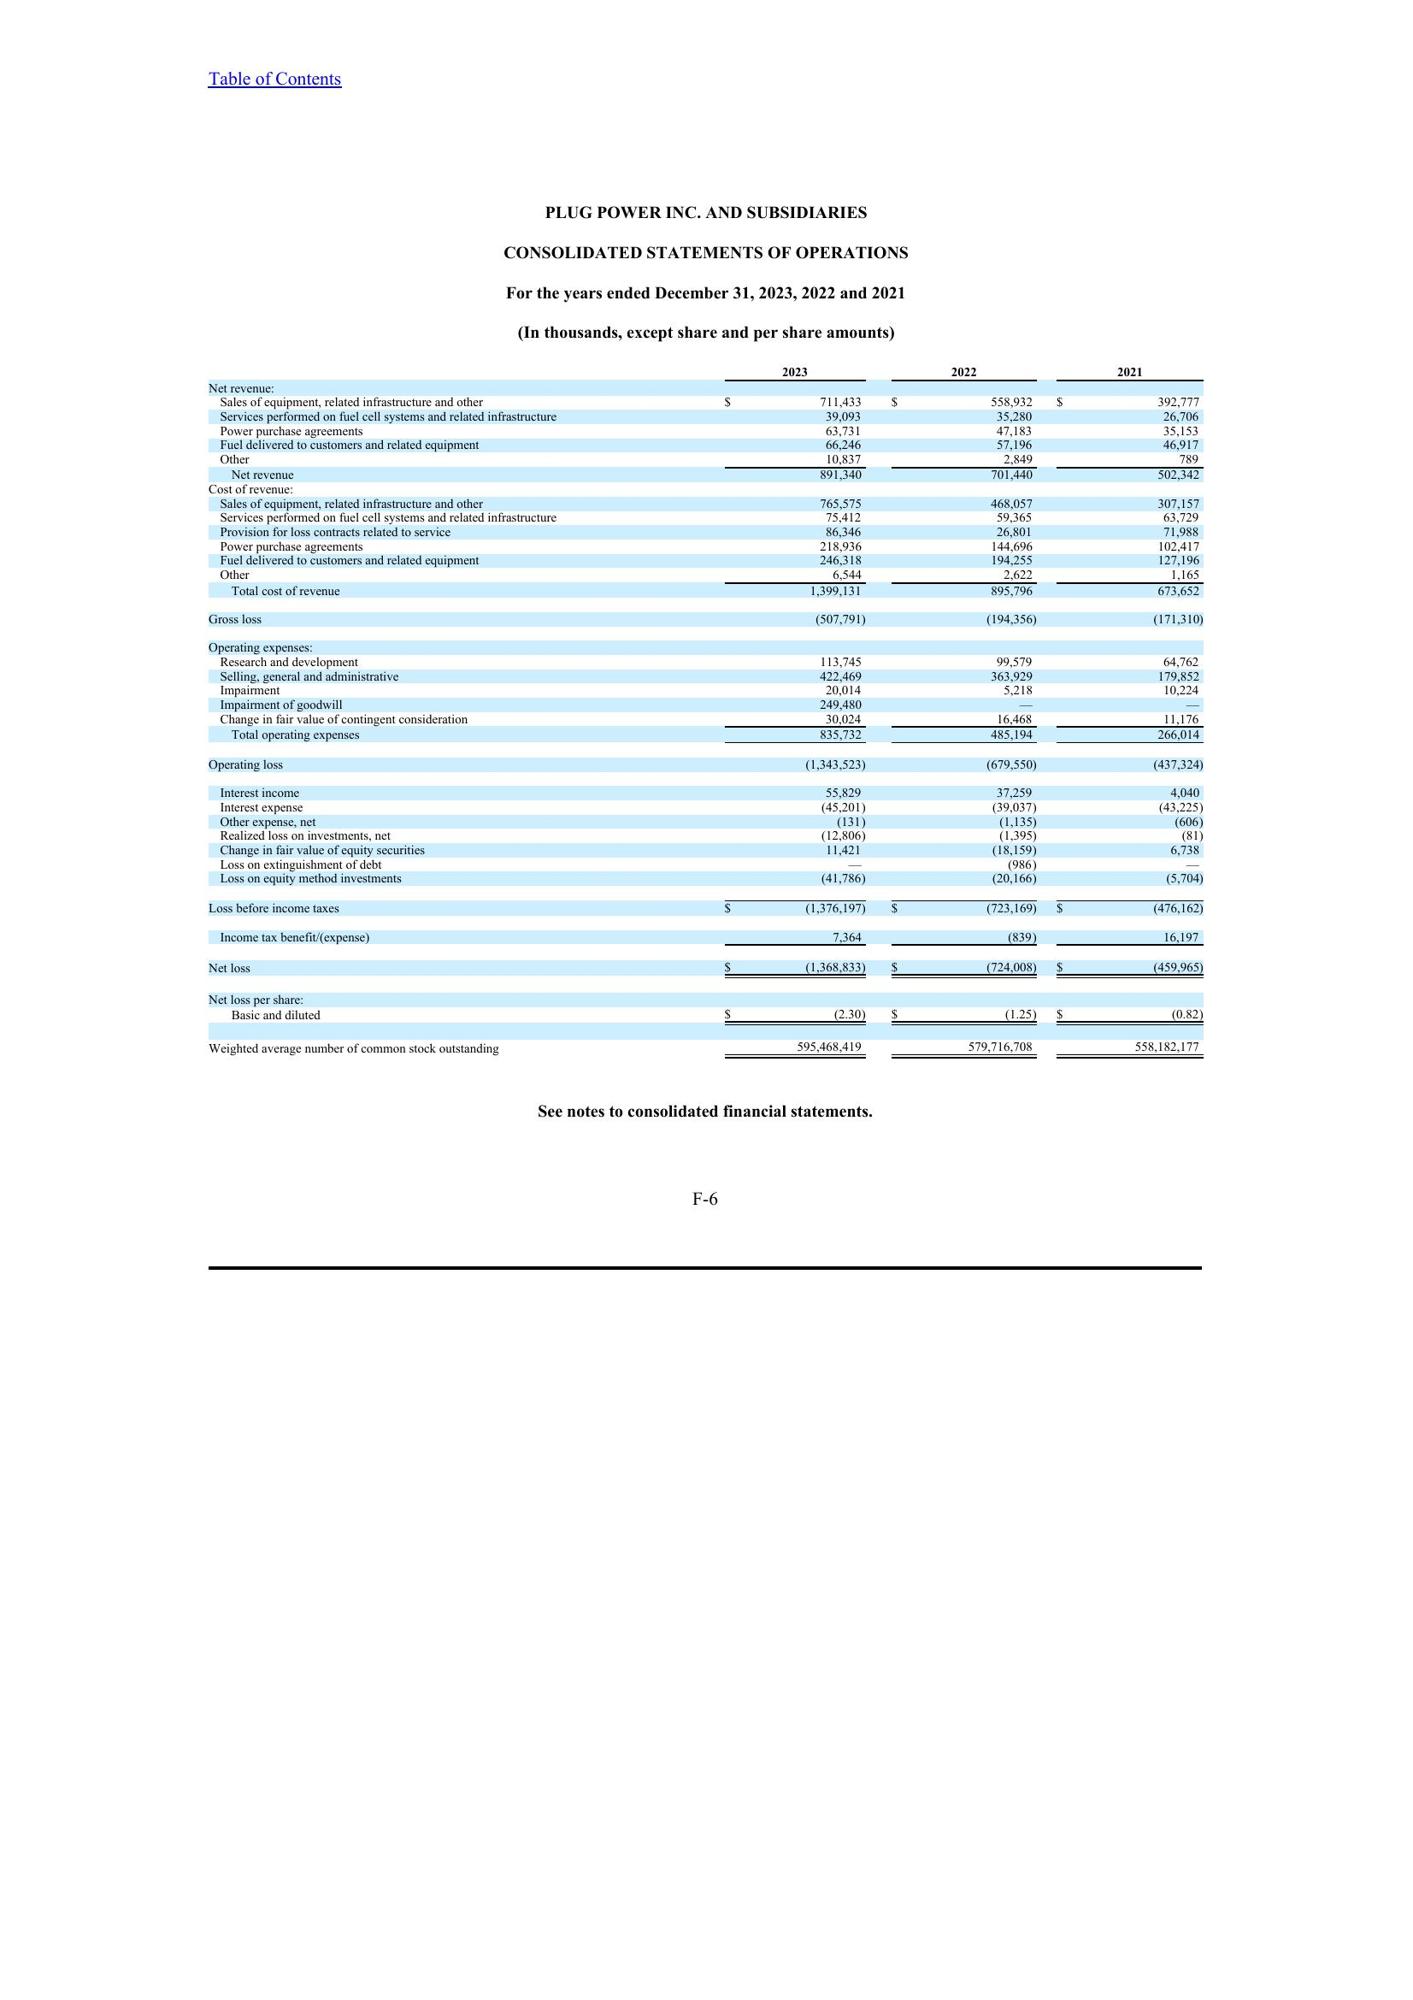 Table of Contents
PLUG POWER INC. AND SUBSIDIARIES
CONSOLIDATED STATEMENTS OF OPERATIONS
For the years ended December 31, 2023, 2022 and 2021
(In thousands, except share and per share amounts)
2023 2022 2021
Net revenue:
Sales of equipment, related infrastructure and other $ 711,433 $ 558,932 $ 392,777
Services performed on fuel cell systems and related infrastructure 39,093 35,280 26,706
Power purchase agreements 63,731 47,183 35,153
Fuel delivered to customers and related equipment 66,246 57,196 46,917
Other 10,837 2,849 789
Net revenue 891,340 701,440 502,342
Cost of revenue:
Sales of equipment, related infrastructure and other 765,575 468,057 307,157
Services performed on fuel cell systems and related infrastructure 75,412 59,365 63,729
Provision for loss contracts related to service 86,346 26,801 71,988
Power purchase agreements 218,936 144,696 102,417
Fuel delivered to customers and related equipment 246,318 194,255 127,196
Other 6,544 2,622 1,165
Total cost of revenue 1,399,131 895,796 673,652
Gross loss (507,791) (194,356) (171,310)
Operating expenses:
Research and development 113,745 99,579 64,762
Selling, general and administrative 422,469 363,929 179,852
Impairment 20,014 5,218 10,224
Impairment of goodwill 249,480 — —
Change in fair value of contingent consideration 30,024 16,468 11,176
Total operating expenses 835,732 485,194 266,014
Operating loss (1,343,523) (679,550) (437,324)
Interest income 55,829 37,259 4,040
Interest expense (45,201) (39,037) (43,225)
Other expense, net (131) (1,135) (606)
Realized loss on investments, net (12,806) (1,395) (81)
Change in fair value of equity securities 11,421 (18,159) 6,738
Loss on extinguishment of debt — (986) —
Loss on equity method investments (41,786) (20,166) (5,704)
Loss before income taxes $ (1,376,197) $ (723,169) $ (476,162)
Income tax benefit/(expense) 7,364 (839) 16,197
Net loss $ (1,368,833) $ (724,008) $ (459,965)
Net loss per share:
Basic and diluted $ (2.30) $ (1.25) $ (0.82)
Weighted average number of common stock outstanding 595,468,419 579,716,708 558,182,177
See notes to consolidated financial statements.
F-6